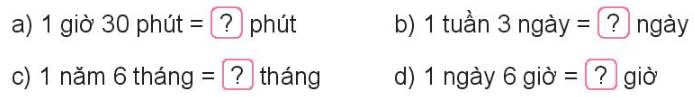 a) 1 giờ 30 phút = ? phút
b) 1 tuần 3 ngày = ? ngày
c) 1 năm 6 tháng = ? tháng
d) 1 ngày 6 giờ = ? giờ